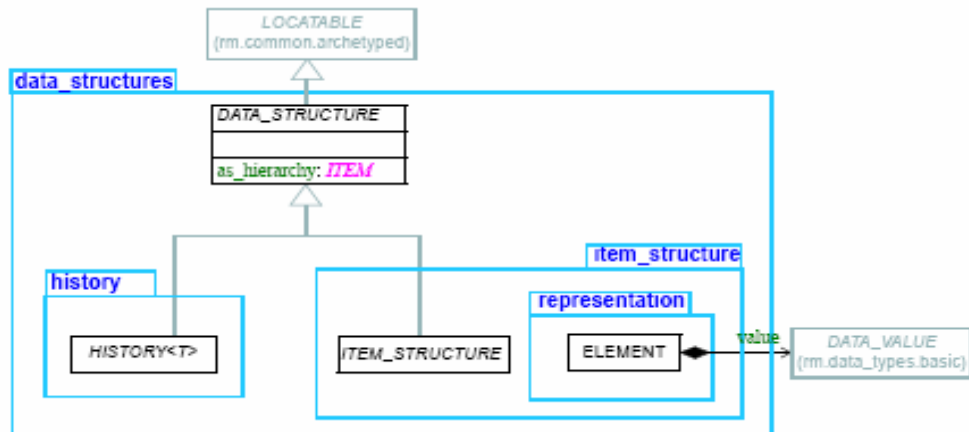 LOCATABLE
(rm.common.archetyped)
data_structures
DATA_STRUCTURE
as_hierarchy: ITEM
item_structure
history
representation
HISTORY<T>
ITEM_STRUCTURE
ELEMENT
value
DATA_VALUE
(rm.data_types.basic)